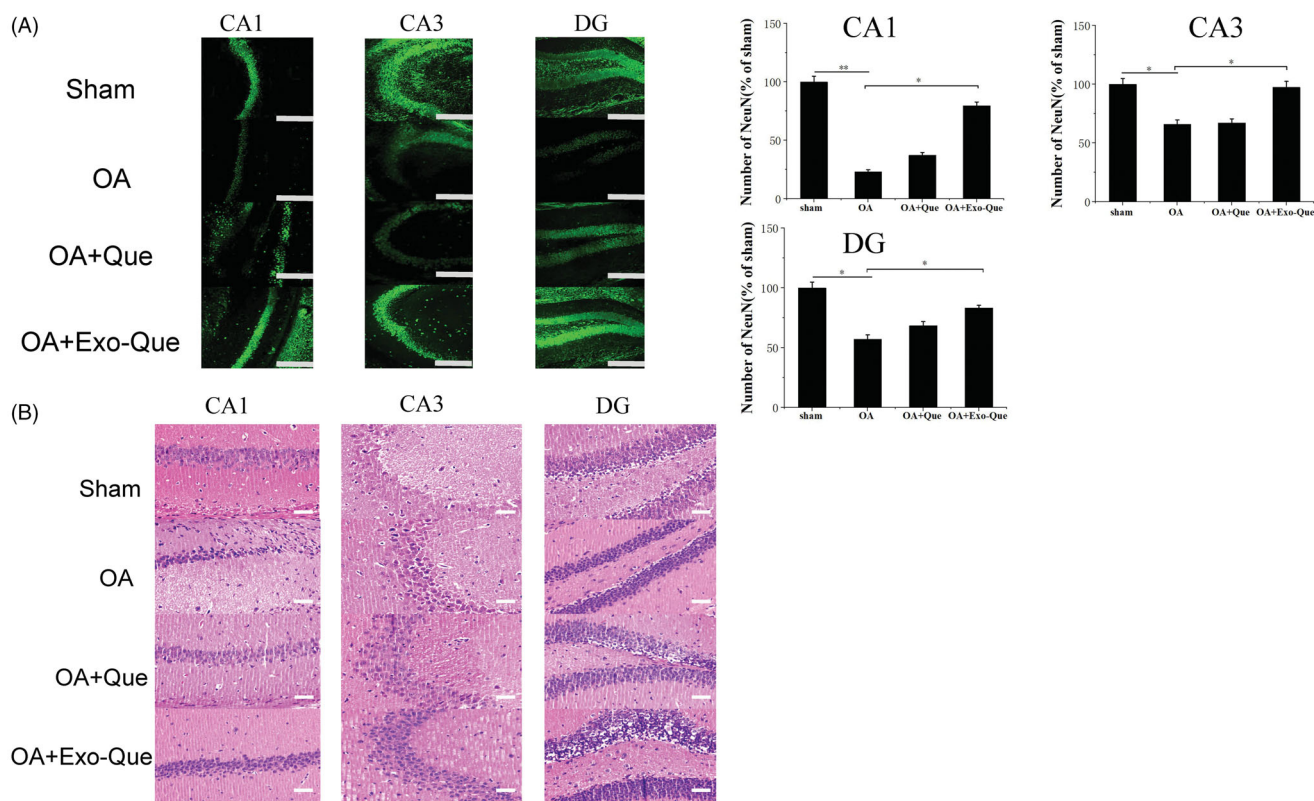 (A)
CA1 CA3 DG
Sham
OA
OA+Que
OA+Exo-Que
CA1
Number of NeuN(% of sham)
150
100
50
0
** *
sham OA OA+Que OA+Exo-Que
CA3
Number of NeuN(% of sham)
150
100
50
0
* *
sham OA OA+Que OA+Exo-Que
DG
Number of NeuN(% of sham)
150
100
50
0
* *
sham OA OA+Que OA+Exo-Que
(B)
CA1 CA3 DG
Sham
OA
OA+Que
OA+Exo-Que